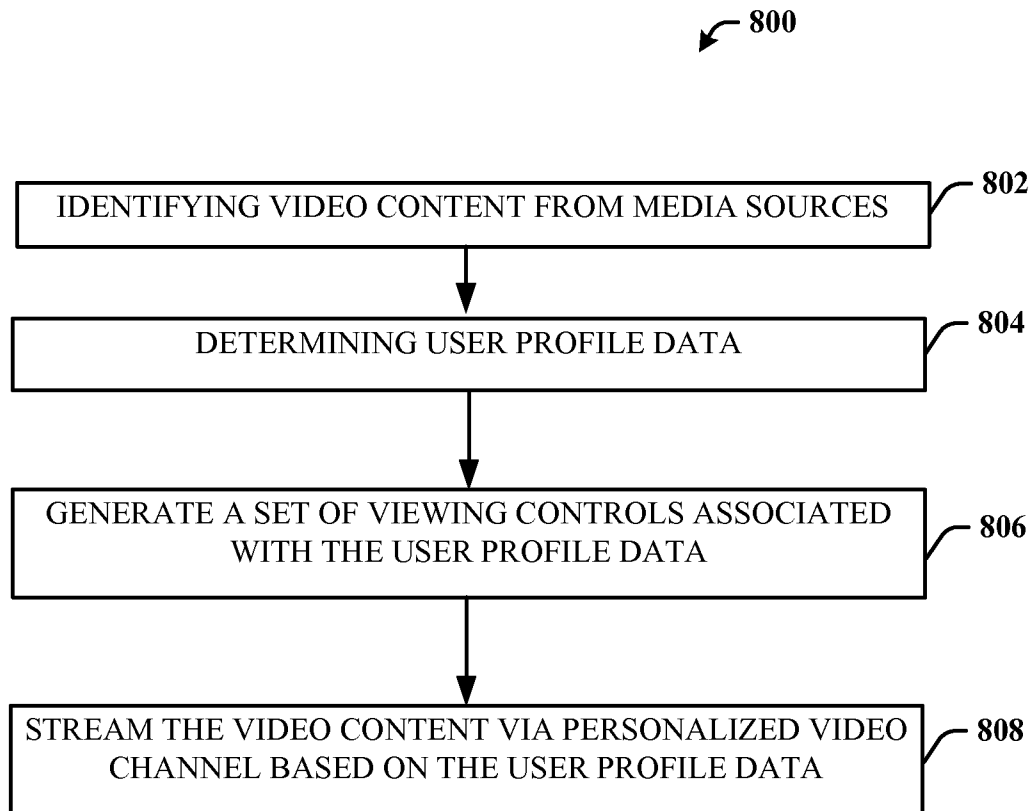 800
IDENTIFYING VIDEO CONTENT FROM MEDIA SOURCES
802
DETERMINING USER PROFILE DATA
804
GENERATE A SET OF VIEWING CONTROLS ASSOCIATED
WITH THE USER PROFILE DATA
806
STREAM THE VIDEO CONTENT VIA PERSONALIZED VIDEO
CHANNEL BASED ON THE USER PROFILE DATA
808